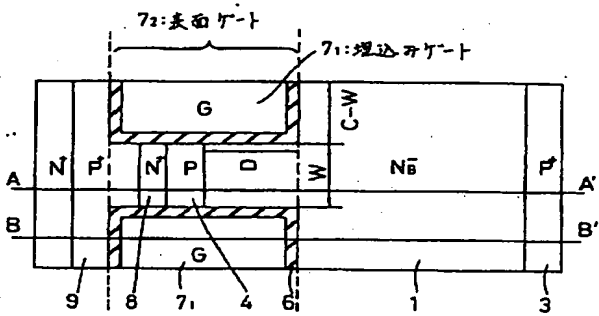 7₂:表面ゲート
7₁:埋込みゲート
G
C-W
N⁺ P⁺ N⁺ P D W N_B⁻ P⁺
A A'
B B'
G
9 8 7₁ 4 6 1 3